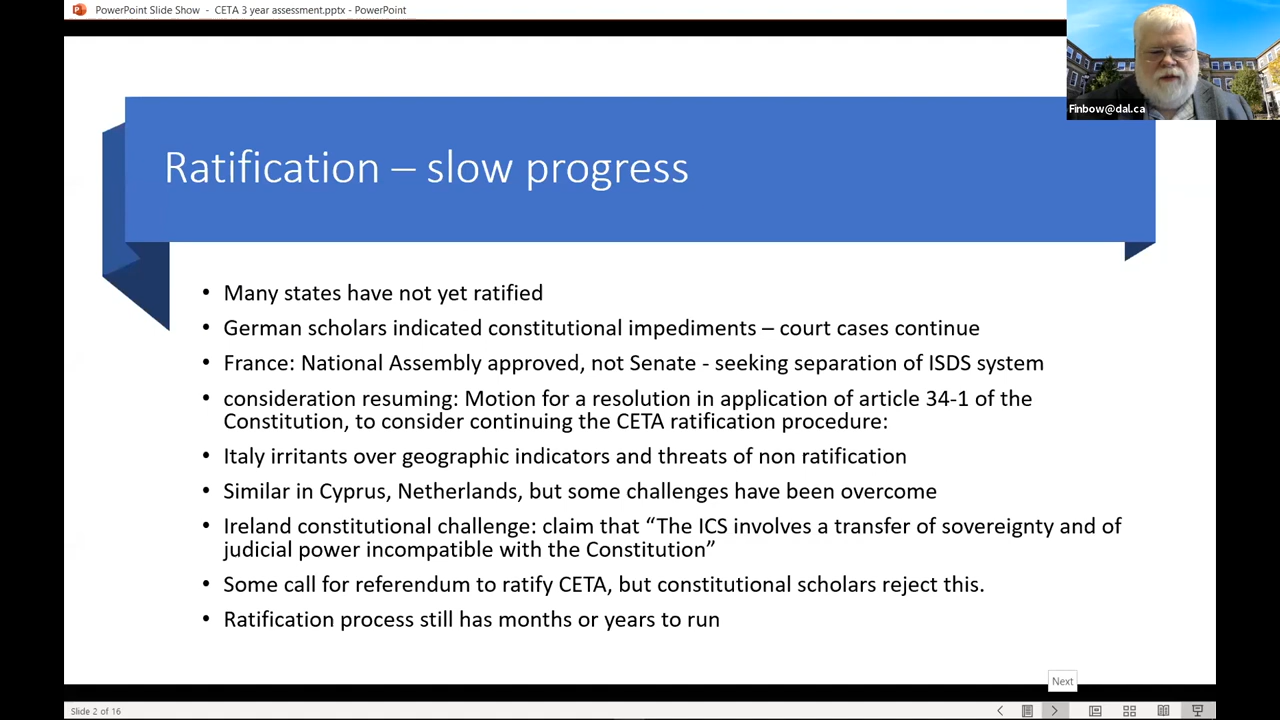 PowerPoint Slide Show - CETA 3 year assessment.pptx - PowerPoint
Finbow@dal.ca
Ratification – slow progress
• Many states have not yet ratified
• German scholars indicated constitutional impediments – court cases continue
• France: National Assembly approved, not Senate - seeking separation of ISDS system
• consideration resuming: Motion for a resolution in application of article 34-1 of the
Constitution, to consider continuing the CETA ratification procedure:
• Italy irritants over geographic indicators and threats of non ratification
• Similar in Cyprus, Netherlands, but some challenges have been overcome
• Ireland constitutional challenge: claim that “The ICS involves a transfer of sovereignty and of
judicial power incompatible with the Constitution”
• Some call for referendum to ratify CETA, but constitutional scholars reject this.
• Ratification process still has months or years to run
Next
Slide 2 of 16